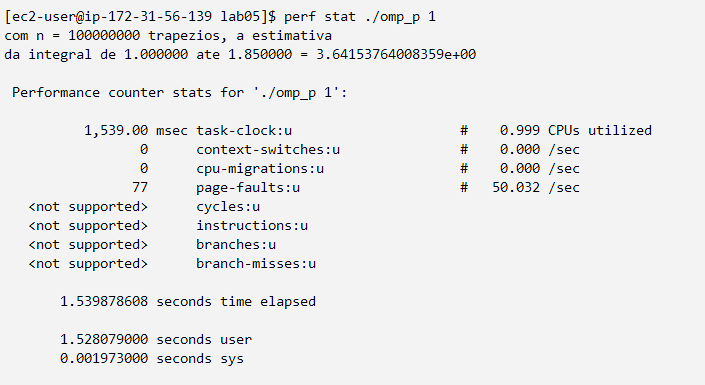 [ec2-user@ip-172-31-56-139 lab05]$ perf stat ./omp_p 1
com n = 100000000 trapezios, a estimativa
da integral de 1.000000 ate 1.850000 = 3.64153764008359e+00
Performance counter stats for './omp_p 1':
1,539.00 msec task-clock:u # 0.999 CPUs utilized
0 context-switches:u # 0.000 /sec
0 cpu-migrations:u # 0.000 /sec
77 page-faults:u # 50.032 /sec
<not supported> cycles:u
<not supported> instructions:u
<not supported> branches:u
<not supported> branch-misses:u
1.539878608 seconds time elapsed
1.528079000 seconds user
0.001973000 seconds sys